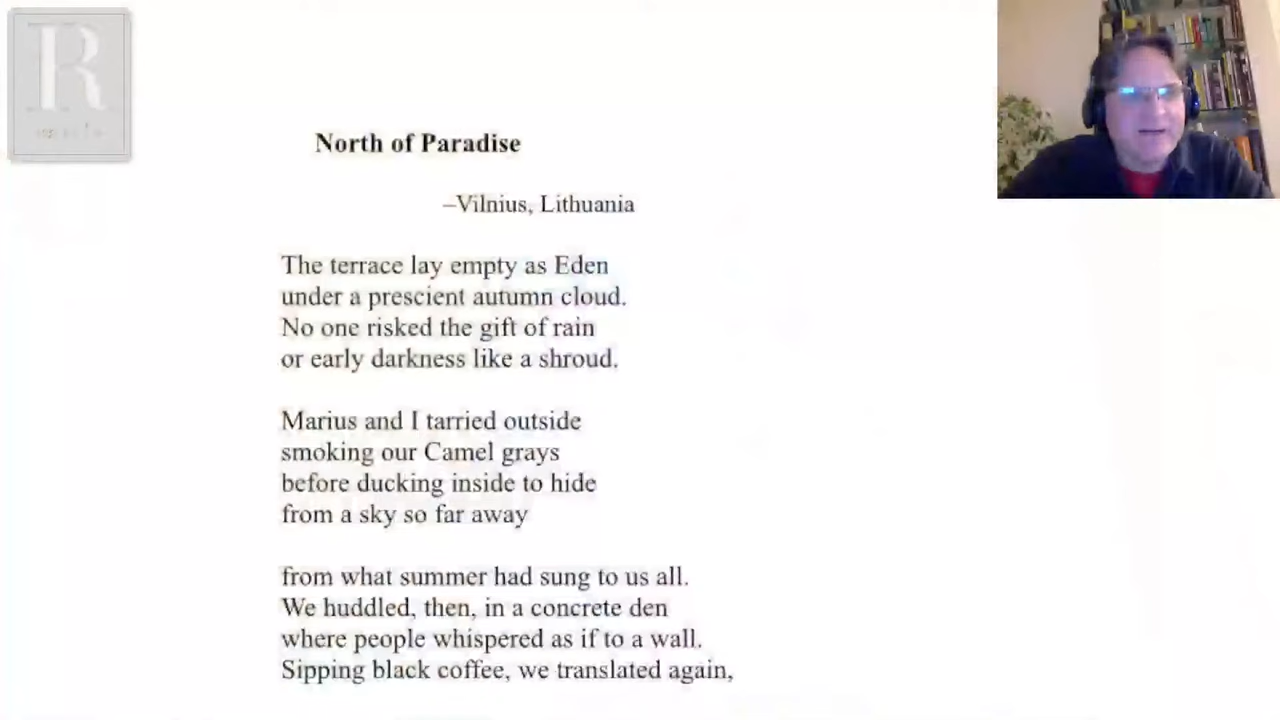 R
North of Paradise
–Vilnius, Lithuania
The terrace lay empty as Eden
under a prescient autumn cloud.
No one risked the gift of rain
or early darkness like a shroud.
Marius and I tarried outside
smoking our Camel grays
before ducking inside to hide
from a sky so far away
from what summer had sung to us all.
We huddled, then, in a concrete den
where people whispered as if to a wall.
Sipping black coffee, we translated again,